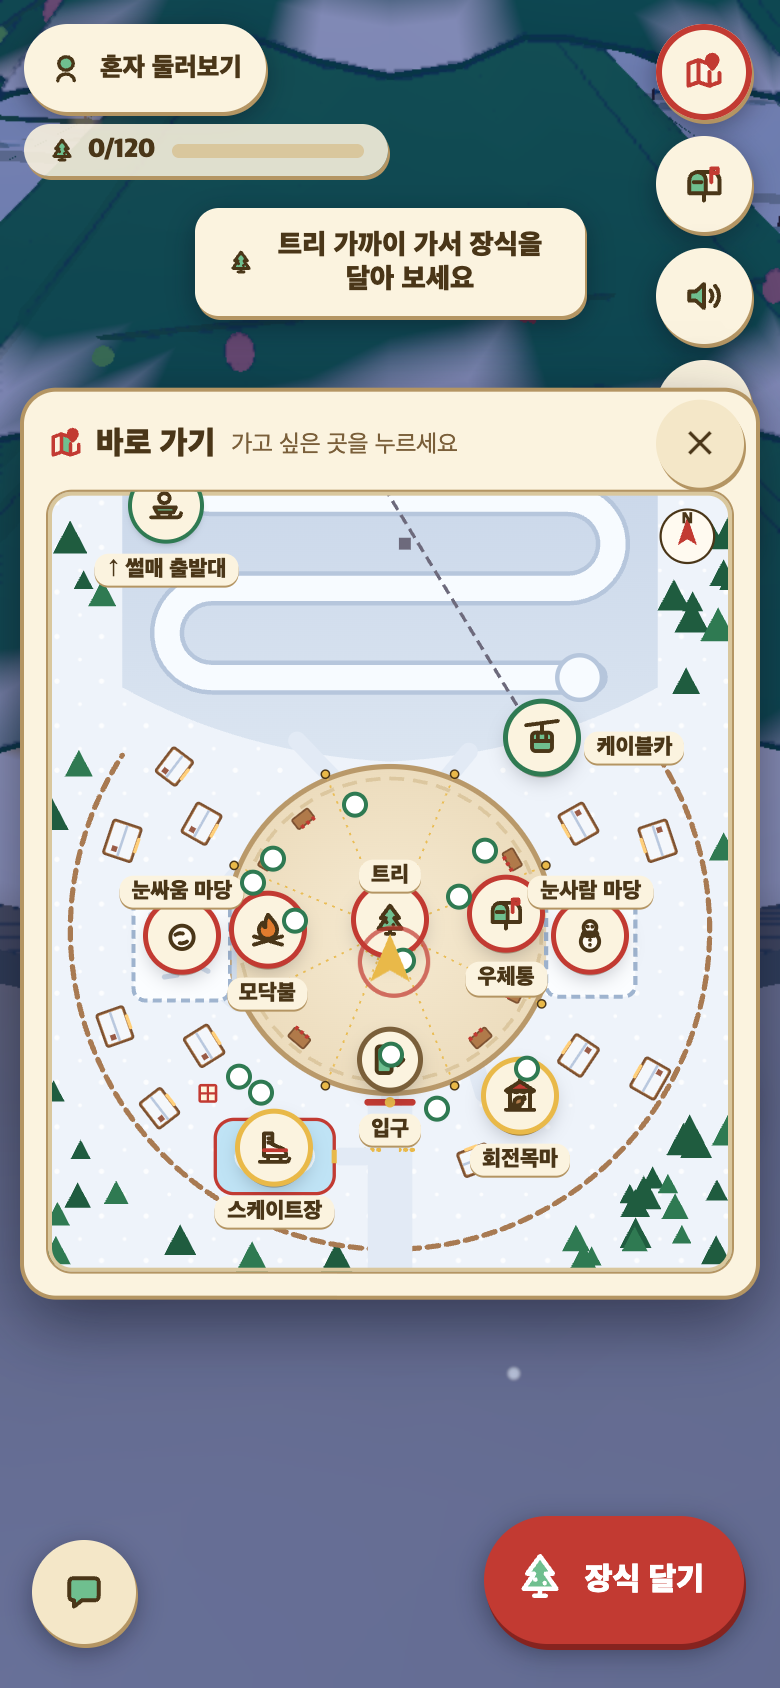 혼자 둘러보기
0/120
트리 가까이 가서 장식을
달아 보세요
바로 가기 가고 싶은 곳을 누르세요
N
↑ 썰매 출발대
케이블카
트리
눈싸움 마당
눈사람 마당
우체통
모닥불
입구
회전목마
스케이트장
장식 달기